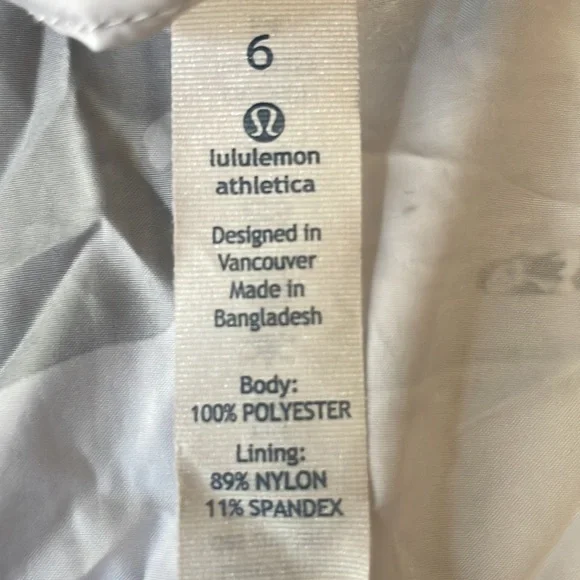 6
lululemon
athletica
Designed in
Vancouver
Made in
Bangladesh
Body:
100% POLYESTER
Lining:
89% NYLON
11% SPANDEX